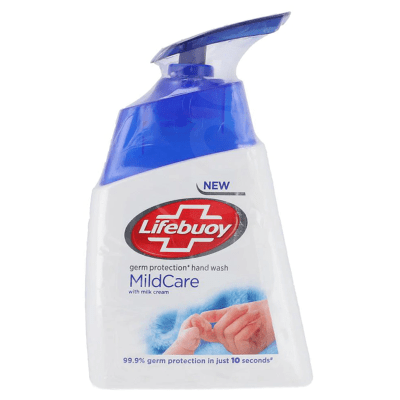 NEW
Lifebuoy
germ protection* hand wash
MildCare
with milk cream
99.9% germ protection in just 10 seconds*